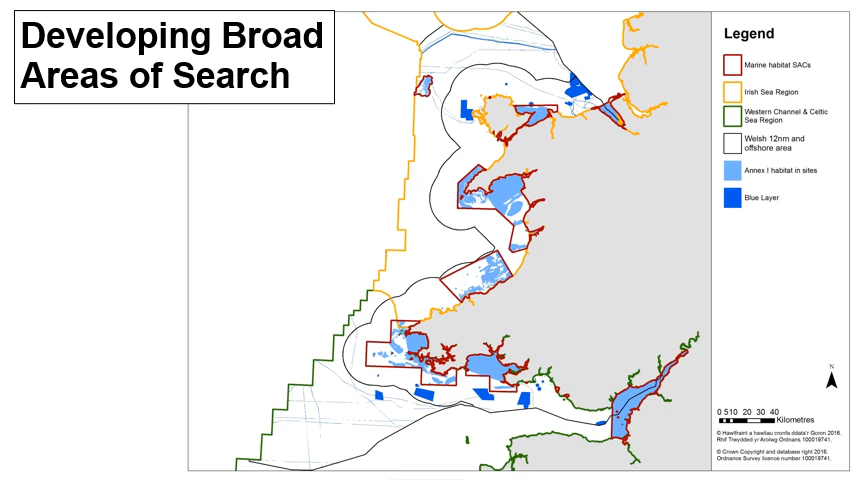 Developing Broad
Areas of Search
Legend
Marine habitat SACs
Irish Sea Region
Western Channel & Celtic
Sea Region
Welsh 12nm and
offshore area
Annex I habitat in sites
Blue Layer
N
0 5 10 20 30 40
Kilometres
© Hawlfraint a hawliau cronfa ddata'r Goron 2016.
Rhif Trwydded yr Arolwg Ordnans 100019741.
© Crown Copyright and database right 2016.
Ordnance Survey licence number 100019741.